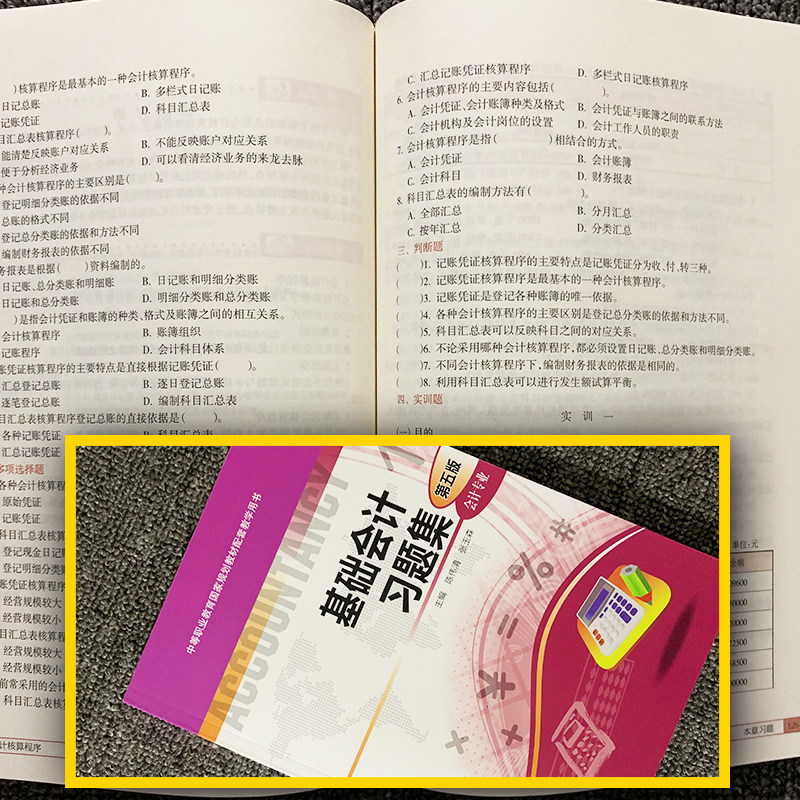 )核算程序是最基本的一种会计核算程序。
日记总账 B. 多栏式日记账
记账凭证 D. 科目汇总表
目汇总表核算程序( )。
能清楚反映账户对应关系 B. 不能反映账户对应关系
便于分析经济业务 D. 可以看清经济业务的来龙去脉
种会计核算程序的主要区别是( )。
登记明细分类账的依据不同
总账的格式不同
登记总分类账的依据和方法不同
编制财务报表的依据不同
务报表是根据( )资料编制的。
日记账、总分类账和明细账 B. 日记账和明细分类账
日记账和总分类账 D. 明细分类账和总分类账
)是指会计凭证和账簿的种类、格式及账簿之间的相互关系。
会计核算程序 B. 账簿组织
记账程序 D. 会计科目体系
账凭证核算程序的主要特点是直接根据记账凭证( )。
汇总登记总账 B. 逐日登记总账
逐笔登记总账 D. 编制科目汇总表
目汇总表核算程序登记总账的直接依据是( )。
各种记账凭证 B. 科目汇总表
汇总记账凭证
多项选择题
各种会计核算程序
原始凭证
记账凭证
科目汇总表核算
登记现金日记
登记明细分类
账凭证核算程序
经营规模较大
经营规模较小
目汇总表核算程
经营规模较大
经营规模较小
前常采用的会计
科目汇总表核
计核算程序
C. 汇总记账凭证核算程序 D. 多栏式日记账核算程序
6. 会计核算程序的主要内容包括( )。
A. 会计凭证、会计账簿种类及格式 B. 会计凭证与账簿之间的联系方法
C. 会计机构及会计岗位的设置 D. 会计工作人员的职责
7. 会计核算程序是指( )相结合的方式。
A. 会计凭证 B. 会计账簿
C. 会计科目 D. 财务报表
8. 科目汇总表的编制方法有( )。
A. 全部汇总 B. 分月汇总
C. 按年汇总 D. 分类汇总
三、判断题
( )1. 记账凭证核算程序的主要特点是记账凭证分为收、付、转三种。
( )2. 记账凭证核算程序是最基本的一种会计核算程序。
( )3. 记账凭证是登记各种账簿的唯一依据。
( )4. 各种会计核算程序的主要区别是登记总分类账的依据和方法不同。
( )5. 科目汇总表可以反映科目之间的对应关系。
( )6. 不论采用哪种会计核算程序,都必须设置日记账、总分类账和明细分类账。
( )7. 不同会计核算程序下,编制财务报表的依据是相同的。
( )8. 利用科目汇总表可以进行发生额试算平衡。
四、实训题
实 训 一
(一) 目的
单位:元
余额
本章习题
中等职业教育国家规划教材配套教学用书
ACCOUNTANCY
基础会计
习题集
第五版
会计专业
主编 陈伟清 张玉森